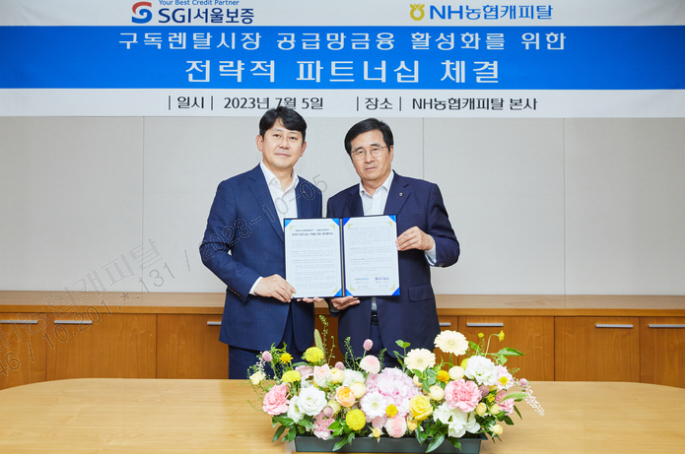 Your Best Credit Partner
SGI서울보증
NH농협캐피탈
구독렌탈시장 공급망금융 활성화를 위한
전략적 파트너십 체결
| 일시 | 2023년 7월 5일 | 장소 | NH농협캐피탈 본사